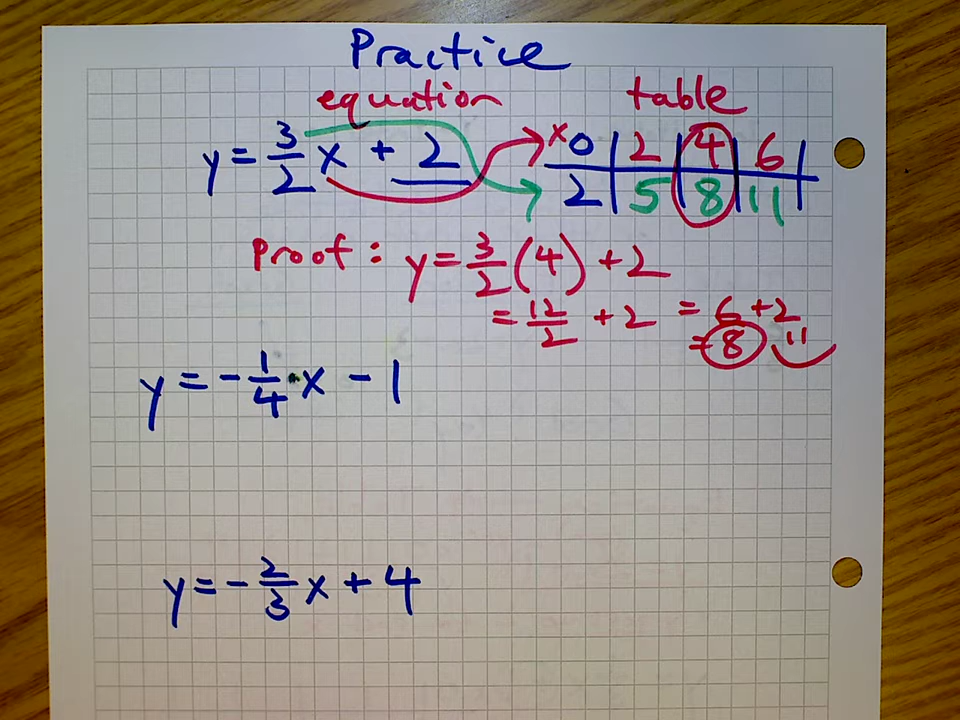 Practice
equation table
y = 3/2 x + 2 x 0 | 2 | 4 | 6 |
2 | 5 | 8 | 11 |
Proof : y = 3/2 (4) + 2
= 12/2 + 2 = 6 + 2
= 8
y = - 1/4 · x - 1
y = - 2/3 x + 4